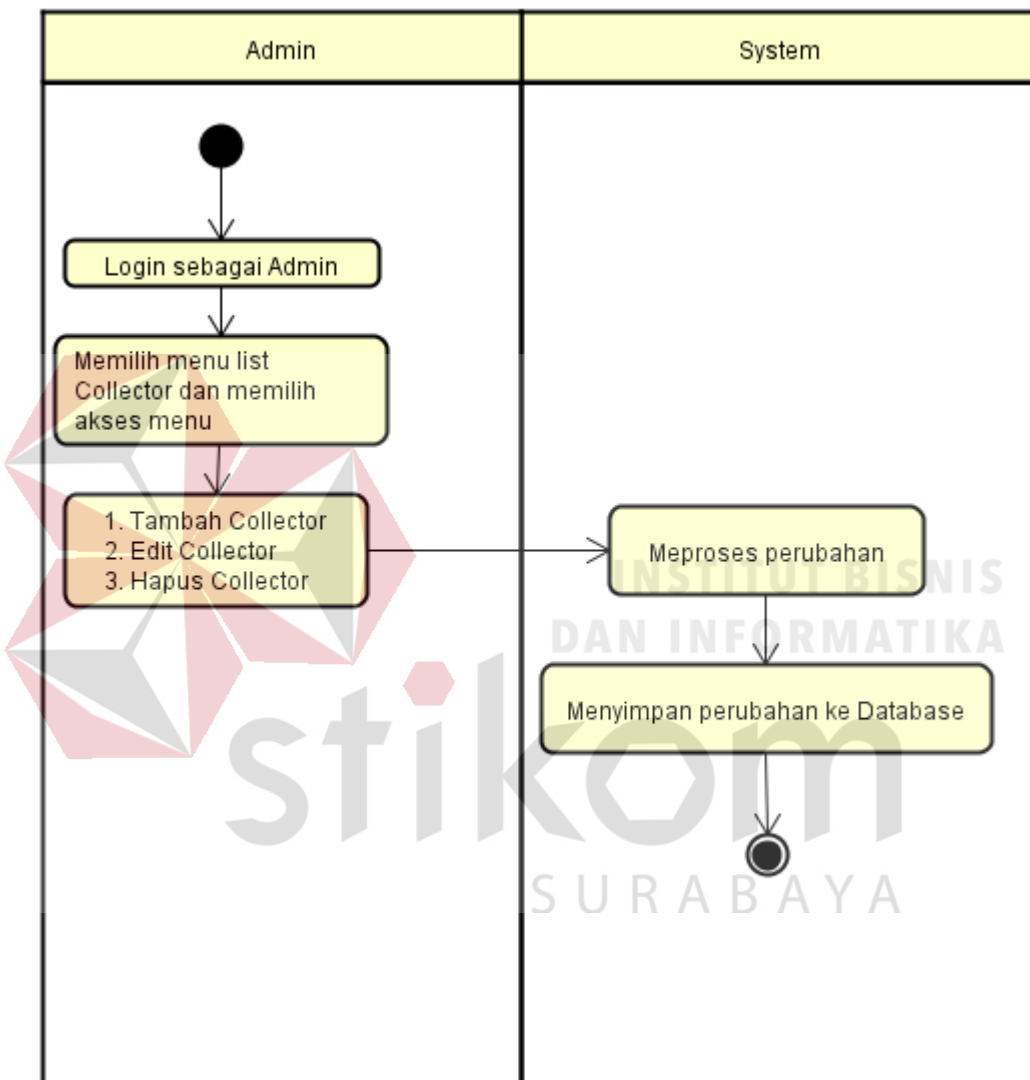 Admin
System
Login sebagai Admin
Memilih menu list
Collector dan memilih
akses menu
1. Tambah Collector
2. Edit Collector
3. Hapus Collector
Meproses perubahan
INSTITUT BISNIS
DAN INFORMATIKA
Menyimpan perubahan ke Database
stikom
SURABAYA